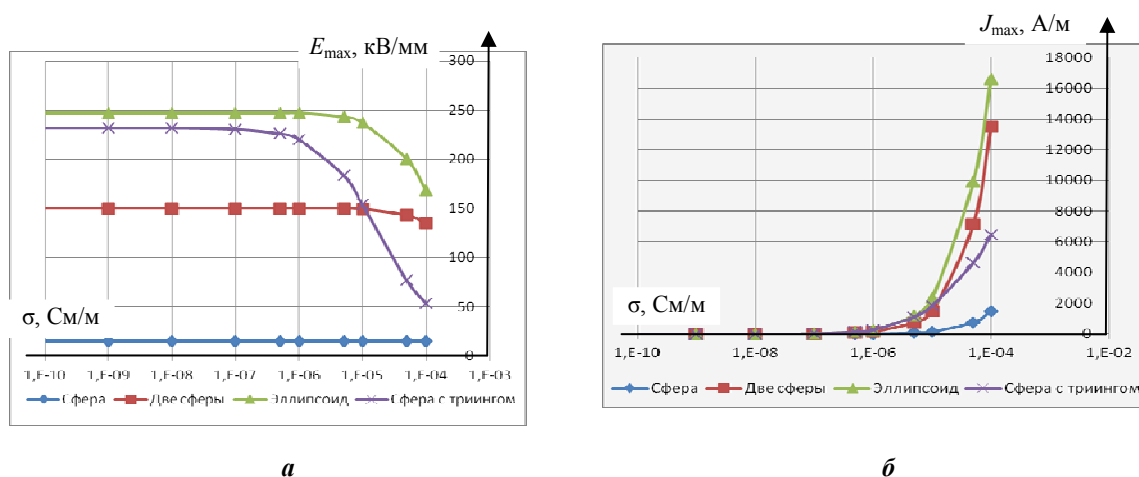 E max, кВ/мм
300
250
200
150
100
50
0
σ, См/м
1,E-10 1,E-09 1,E-08 1,E-07 1,E-06 1,E-05 1,E-04 1,E-03
Сфера Две сферы Эллипсоид Сфера с триингом
а
J max, А/м
18000
16000
14000
12000
10000
8000
6000
4000
2000
0
σ, См/м
1,E-10 1,E-08 1,E-06 1,E-04 1,E-02
Сфера Две сферы Эллипсоид Сфера с триингом
б